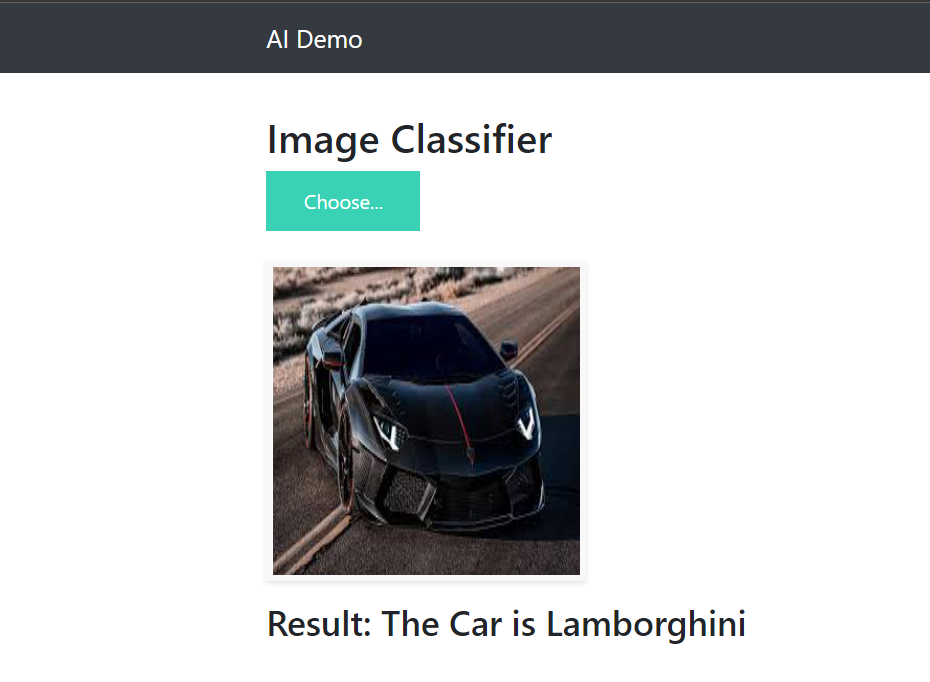 AI Demo
Image Classifier
Choose...
Result: The Car is Lamborghini